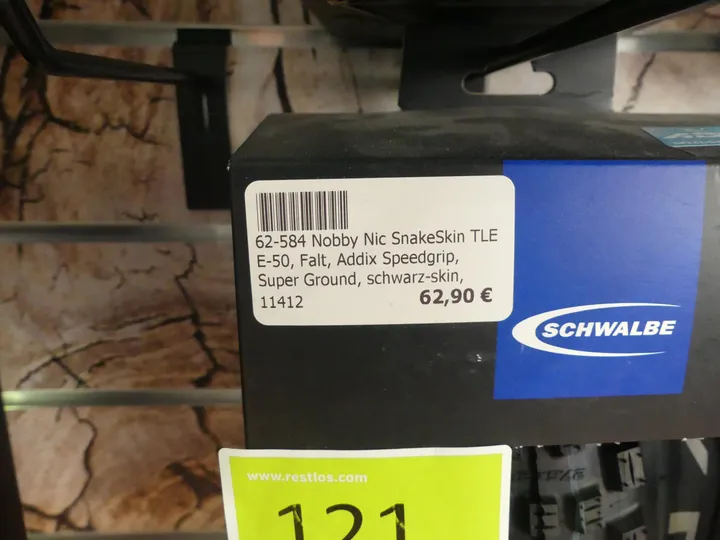 62-584 Nobby Nic SnakeSkin TLE
E-50, Falt, Addix Speedgrip,
Super Ground, schwarz-skin,
11412 62,90 €
SCHWALBE
www.restlos.com
121